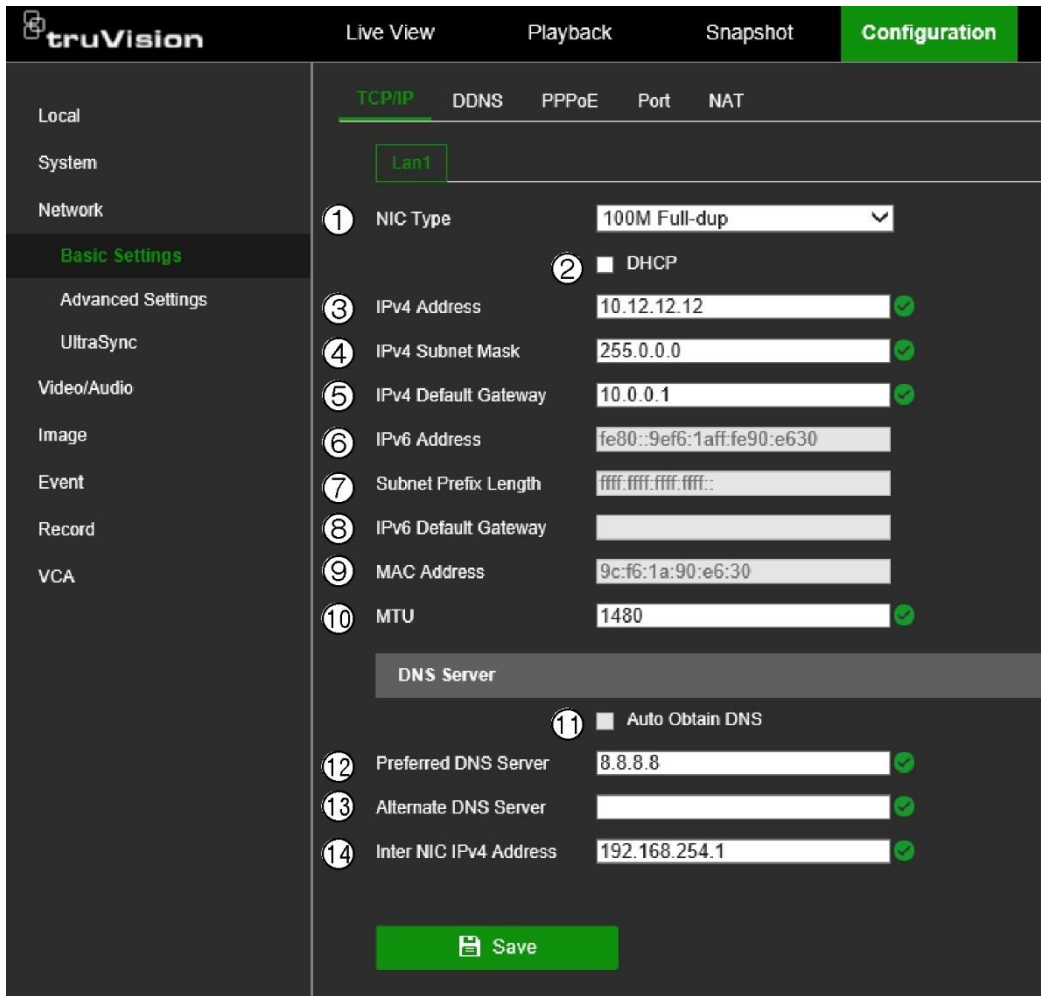 truVision Live View Playback Snapshot Configuration
TCP/IP DDNS PPPoE Port NAT
Local
System
Network
Basic Settings
Advanced Settings
UltraSync
Video/Audio
Image
Event
Record
VCA
Lan1
① NIC Type 100M Full-dup
② DHCP
③ IPv4 Address 10.12.12.12
④ IPv4 Subnet Mask 255.0.0.0
⑤ IPv4 Default Gateway 10.0.0.1
⑥ IPv6 Address fe80::9ef6:1aff:fe90:e630
⑦ Subnet Prefix Length ffff:ffff:ffff:ffff::
⑧ IPv6 Default Gateway
⑨ MAC Address 9c:f6:1a:90:e6:30
⑩ MTU 1480
DNS Server
⑪ Auto Obtain DNS
⑫ Preferred DNS Server 8.8.8.8
⑬ Alternate DNS Server
⑭ Inter NIC IPv4 Address 192.168.254.1
Save